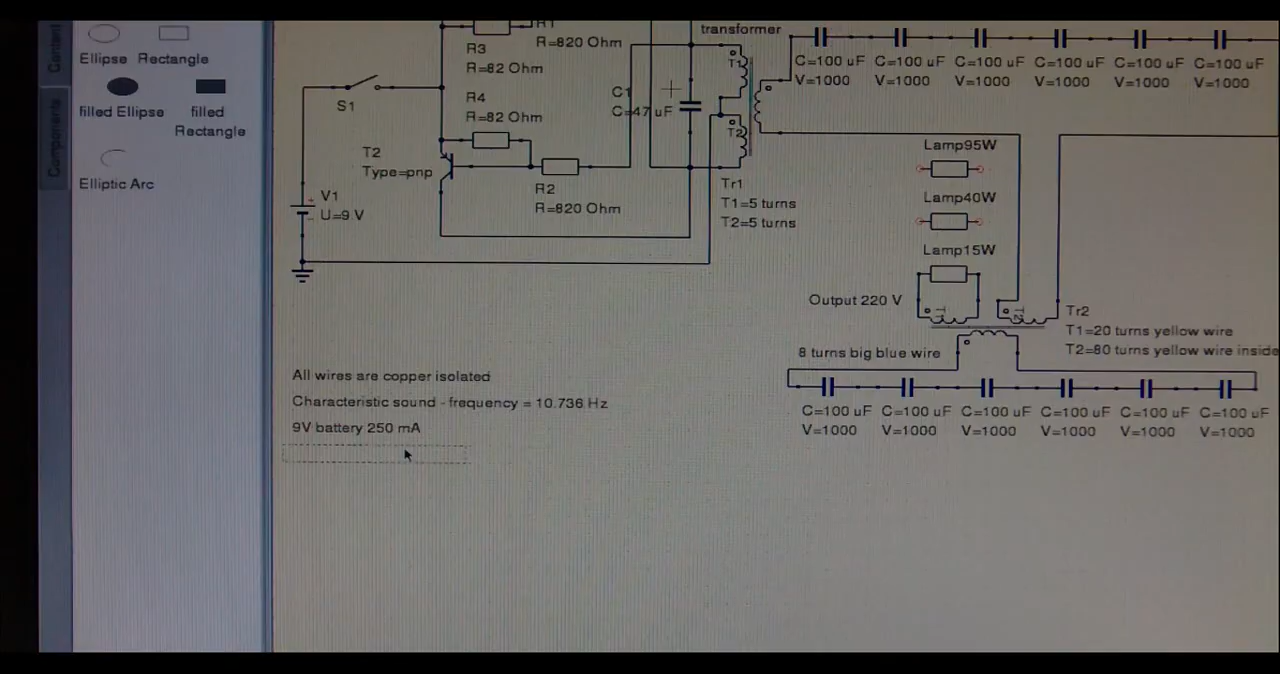 Content
Components
Ellipse Rectangle
filled Ellipse filled
Rectangle
Elliptic Arc
S1
V1
U=9 V
R1
R=820 Ohm
R3
R=82 Ohm
R4
R=82 Ohm
T2
Type=pnp
R2
R=820 Ohm
C1
C=47 uF
transformer
T1
T2
Tr1
T1=5 turns
T2=5 turns
C=100 uF C=100 uF C=100 uF C=100 uF C=100 uF C=100 uF
V=1000 V=1000 V=1000 V=1000 V=1000 V=1000
Lamp95W
Lamp40W
Lamp15W
Output 220 V
T1
T2
Tr2
T1=20 turns yellow wire
T2=80 turns yellow wire inside
8 turns big blue wire
C=100 uF C=100 uF C=100 uF C=100 uF C=100 uF C=100 uF
V=1000 V=1000 V=1000 V=1000 V=1000 V=1000
All wires are copper isolated
Characteristic sound - frequency = 10.736 Hz
9V battery 250 mA